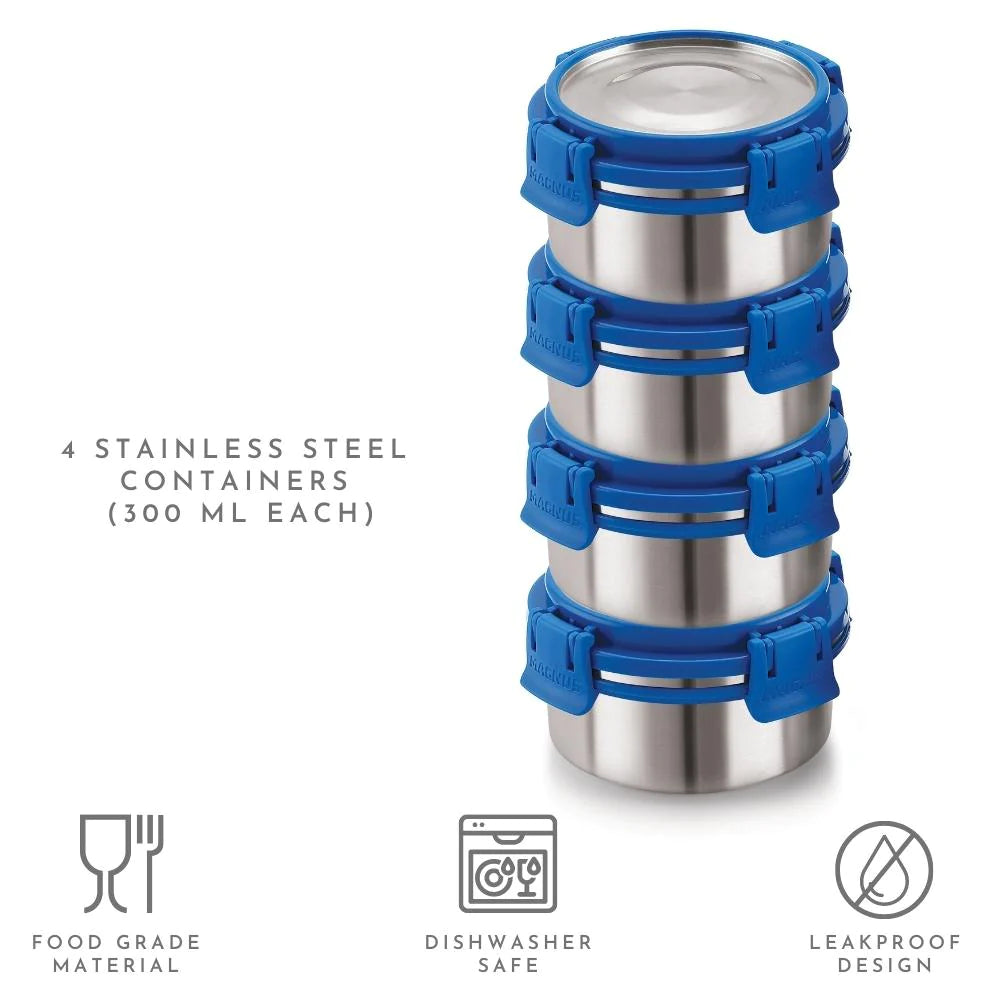 MAGNUS
MAGNUS
MAGNUS
MAGNUS
4 STAINLESS STEEL
CONTAINERS
(300 ML EACH)
FOOD GRADE
MATERIAL
DISHWASHER
SAFE
LEAKPROOF
DESIGN